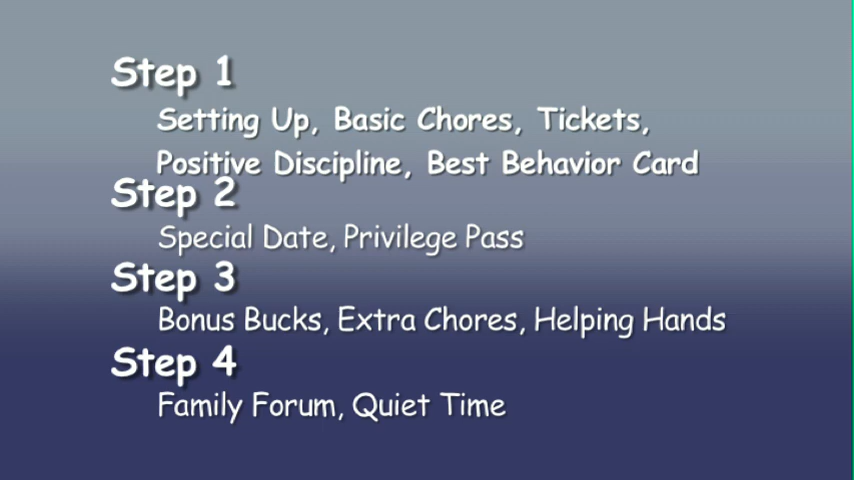 Step 1
Setting Up, Basic Chores, Tickets,
Positive Discipline, Best Behavior Card
Step 2
Special Date, Privilege Pass
Step 3
Bonus Bucks, Extra Chores, Helping Hands
Step 4
Family Forum, Quiet Time